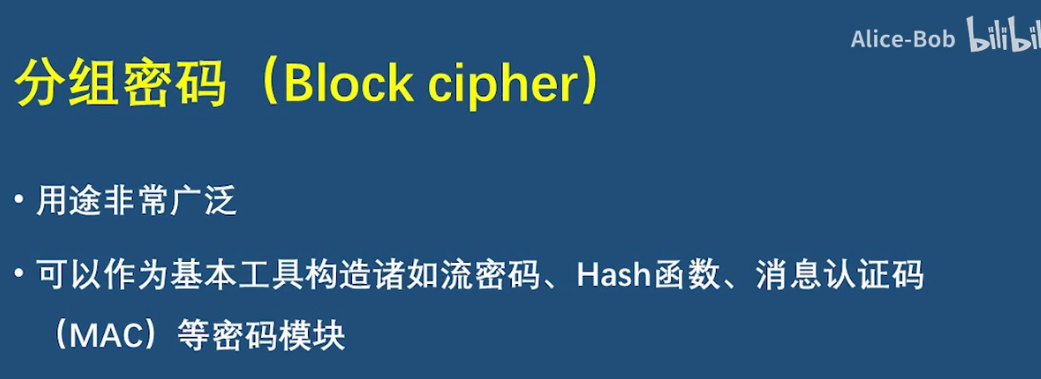 Alice-Bob bilibil
分组密码（Block cipher）
• 用途非常广泛
• 可以作为基本工具构造诸如流密码、Hash函数、消息认证码
（MAC）等密码模块